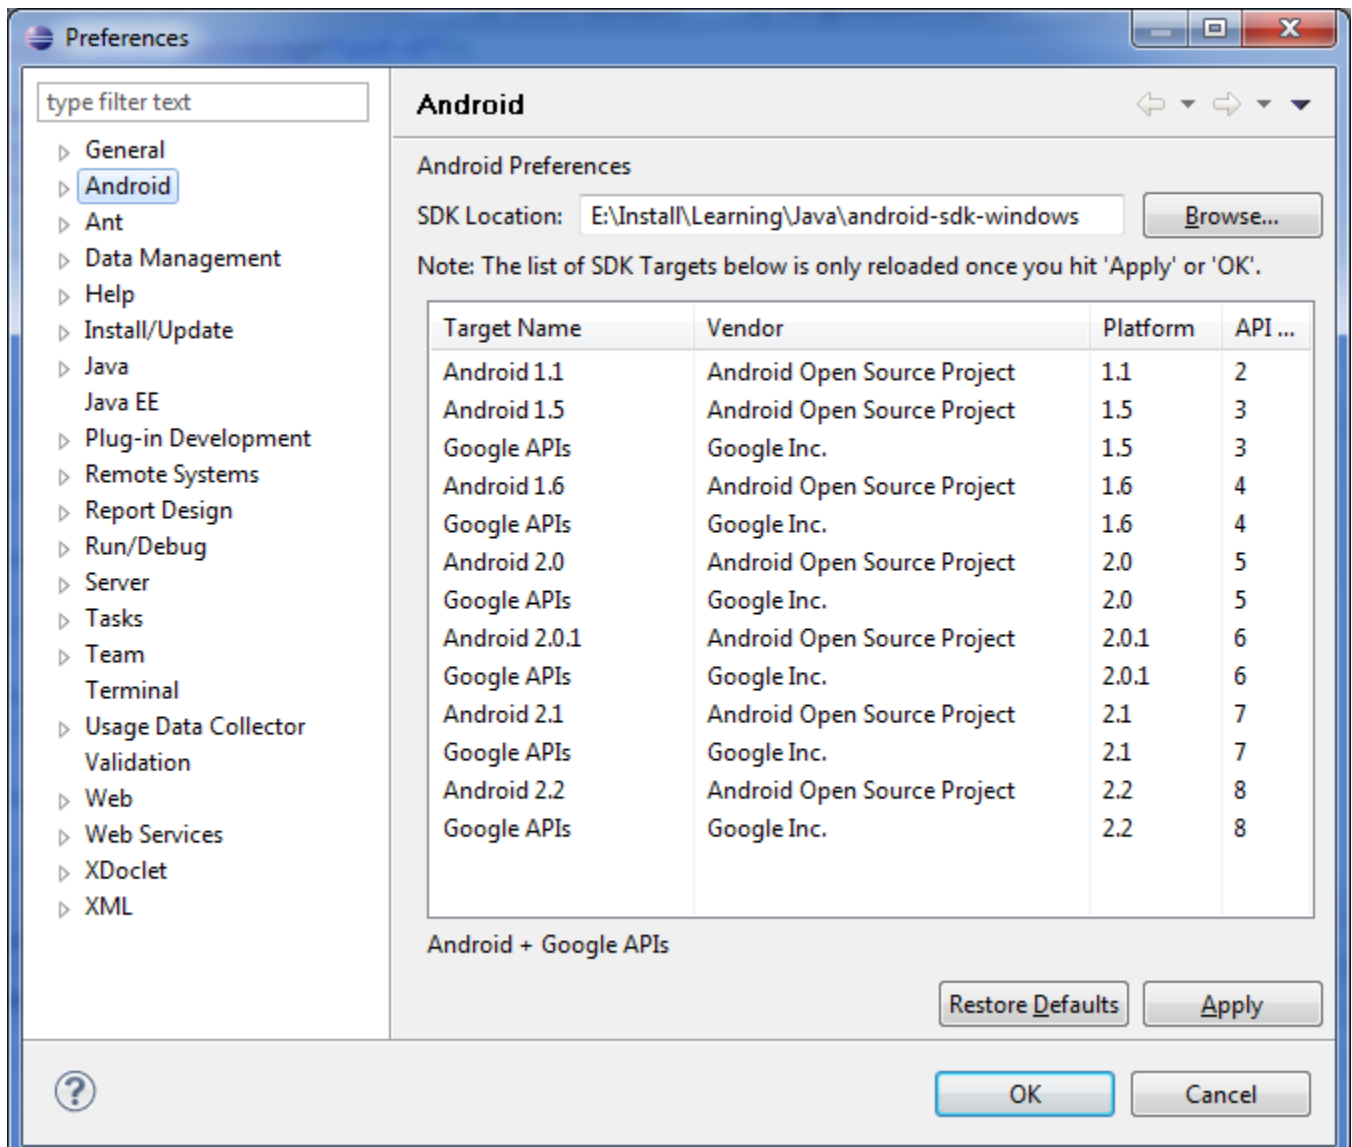 Preferences
type filter text
General
Android
Ant
Data Management
Help
Install/Update
Java
Java EE
Plug-in Development
Remote Systems
Report Design
Run/Debug
Server
Tasks
Team
Terminal
Usage Data Collector
Validation
Web
Web Services
XDoclet
XML
Android
Android Preferences
SDK Location: E:\Install\Learning\Java\android-sdk-windows Browse...
Note: The list of SDK Targets below is only reloaded once you hit 'Apply' or 'OK'.
Target Name Vendor Platform API ...
Android 1.1 Android Open Source Project 1.1 2
Android 1.5 Android Open Source Project 1.5 3
Google APIs Google Inc. 1.5 3
Android 1.6 Android Open Source Project 1.6 4
Google APIs Google Inc. 1.6 4
Android 2.0 Android Open Source Project 2.0 5
Google APIs Google Inc. 2.0 5
Android 2.0.1 Android Open Source Project 2.0.1 6
Google APIs Google Inc. 2.0.1 6
Android 2.1 Android Open Source Project 2.1 7
Google APIs Google Inc. 2.1 7
Android 2.2 Android Open Source Project 2.2 8
Google APIs Google Inc. 2.2 8
Android + Google APIs
Restore Defaults Apply
? OK Cancel